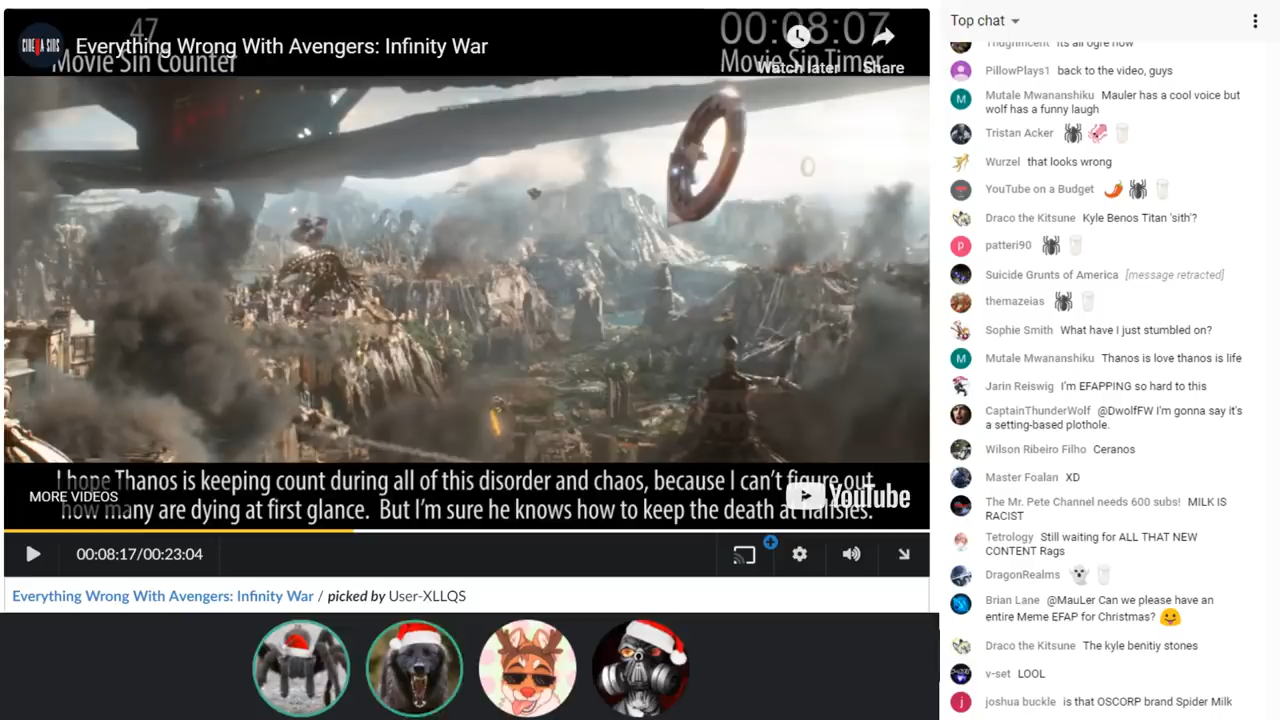 47
00:08:07
CINEMA SINS
Everything Wrong With Avengers: Infinity War
Movie Sin Counter
Movie Sin Timer
Watch later
Share
I hope Thanos is keeping count during all of this disorder and chaos, because I can't figure out
how many are dying at first glance. But I'm sure he knows how to keep the death at halfsies.
MORE VIDEOS
YouTube
00:08:17/00:23:04
Everything Wrong With Avengers: Infinity War / picked by User-XLLQS
Top chat
its all ogre now
PillowPlays1 back to the video, guys
M
Mutale Mwananshiku Mauler has a cool voice but
wolf has a funny laugh
Tristan Acker
Wurzel that looks wrong
YouTube on a Budget
Draco the Kitsune Kyle Benos Titan 'sith'?
p
patteri90
Suicide Grunts of America [message retracted]
themazeias
Sophie Smith What have I just stumbled on?
M
Mutale Mwananshiku Thanos is love thanos is life
Jarin Reiswig I'm EFAPPING so hard to this
CaptainThunderWolf @DwolfFW I'm gonna say it's
a setting-based plothole.
Wilson Ribeiro Filho Ceranos
Master Foalan XD
The Mr. Pete Channel needs 600 subs! MILK IS
RACIST
Tetrology Still waiting for ALL THAT NEW
CONTENT Rags
DragonRealms
Brian Lane @MauLer Can we please have an
entire Meme EFAP for Christmas?
Draco the Kitsune The kyle benitiy stones
v-set LOOL
j
joshua buckle is that OSCORP brand Spider Milk